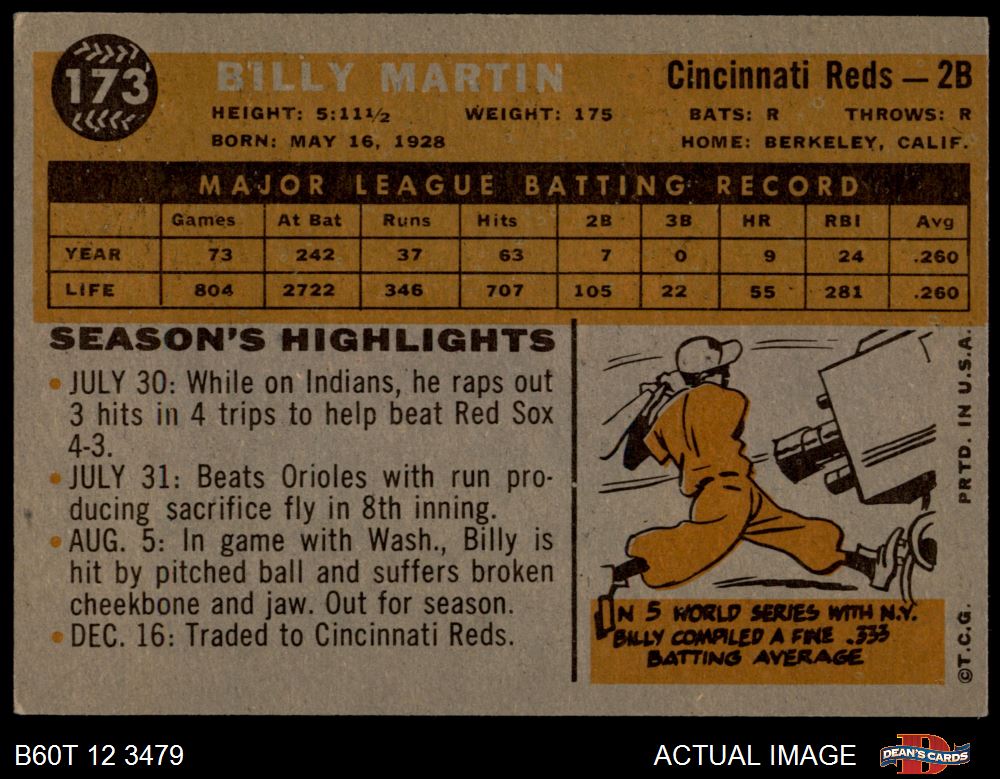 173
BILLY MARTIN
Cincinnati Reds — 2B
HEIGHT: 5:11½ WEIGHT: 175 BATS: R THROWS: R
BORN: MAY 16, 1928 HOME: BERKELEY, CALIF.
MAJOR LEAGUE BATTING RECORD
Games At Bat Runs Hits 2B 3B HR RBI Avg
YEAR 73 242 37 63 7 0 9 24 .260
LIFE 804 2722 346 707 105 22 55 281 .260
SEASON'S HIGHLIGHTS
• JULY 30: While on Indians, he raps out
3 hits in 4 trips to help beat Red Sox
4-3.
• JULY 31: Beats Orioles with run pro-
ducing sacrifice fly in 8th inning.
• AUG. 5: In game with Wash., Billy is
hit by pitched ball and suffers broken
cheekbone and jaw. Out for season.
• DEC. 16: Traded to Cincinnati Reds.
IN 5 WORLD SERIES WITH N.Y.
BILLY COMPILED A FINE .333
BATTING AVERAGE
©T.C.G. PRTD. IN U.S.A.
B60T 12 3479
ACTUAL IMAGE
DEAN'S CARDS